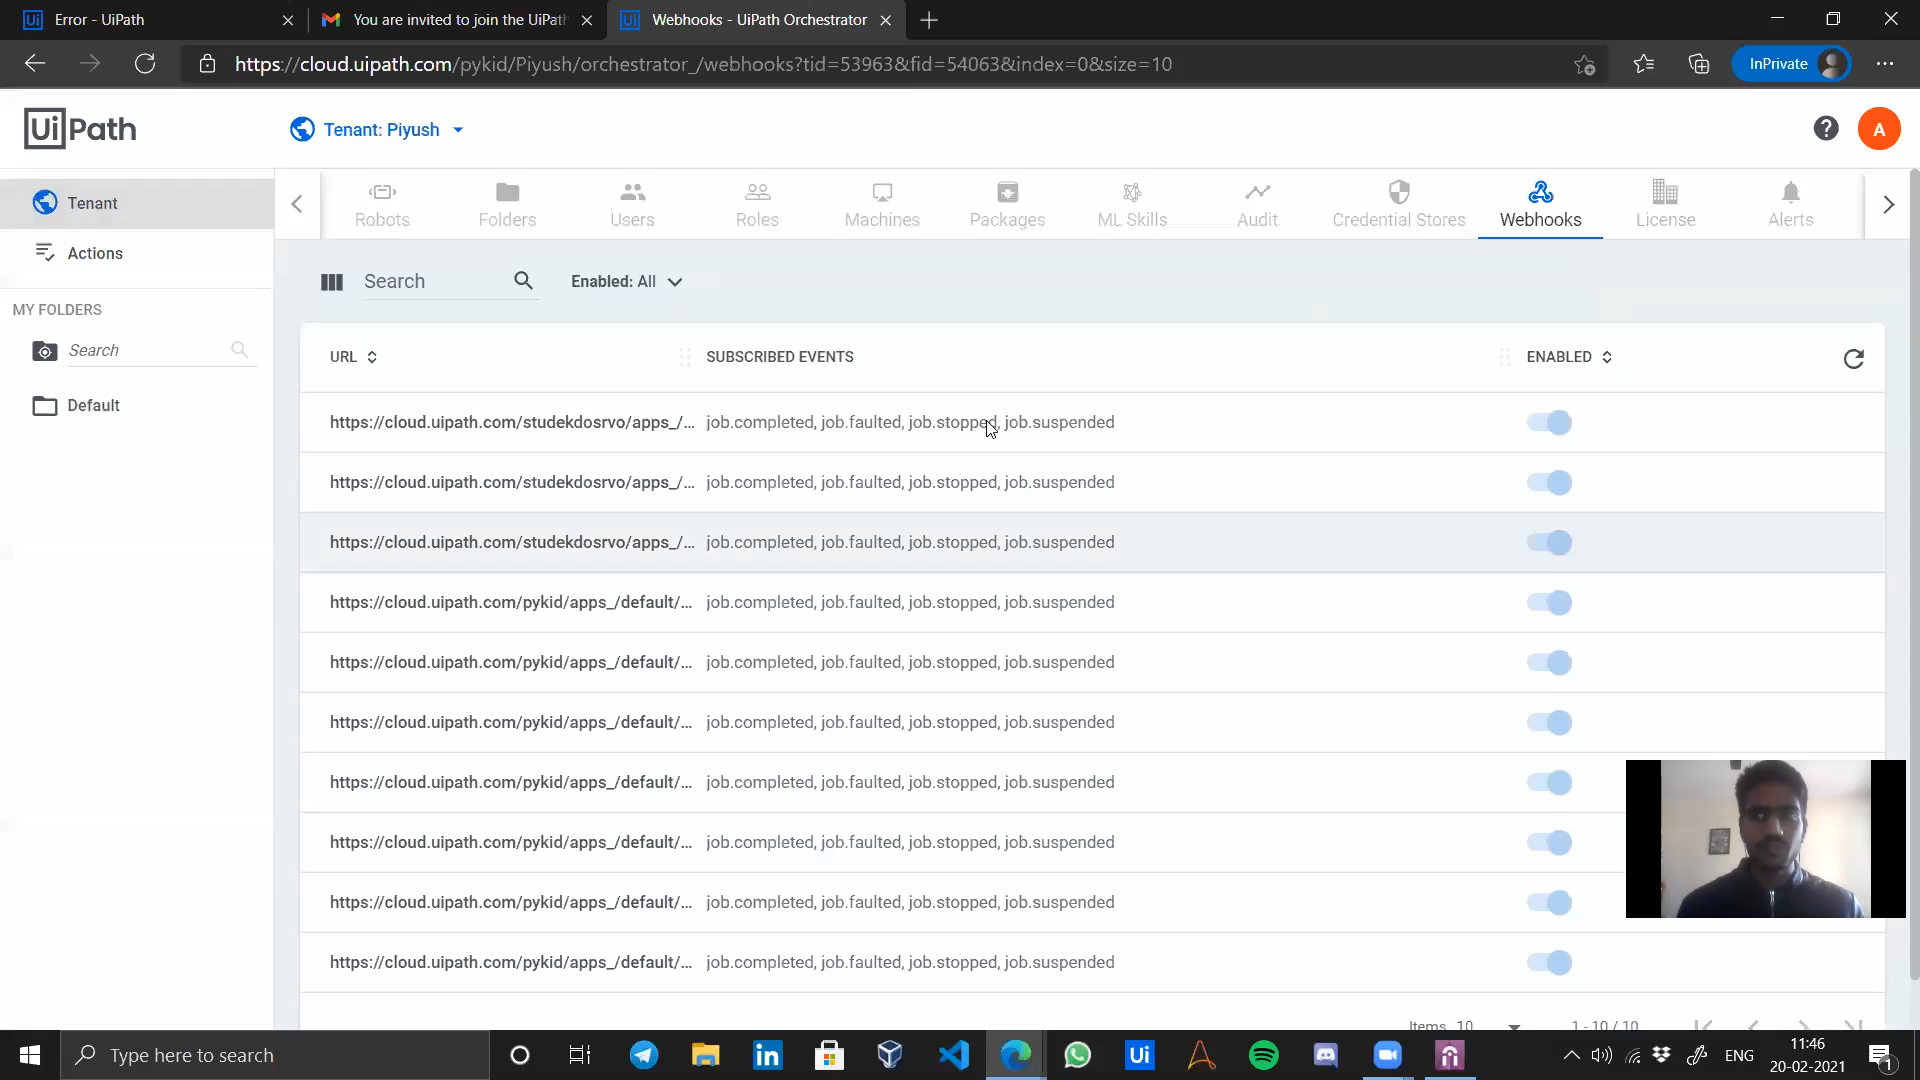 Error - UiPath
You are invited to join the UiPath
Webhooks - UiPath Orchestrator
https://cloud.uipath.com/pykid/Piyush/orchestrator_/webhooks?tid=53963&fid=54063&index=0&size=10
InPrivate
UiPath
Tenant: Piyush
A
Tenant
Actions
MY FOLDERS
Search
Default
Robots
Folders
Users
Roles
Machines
Packages
ML Skills
Audit
Credential Stores
Webhooks
License
Alerts
Search
Enabled: All
URL
SUBSCRIBED EVENTS
ENABLED
https://cloud.uipath.com/studekdosrvo/apps_/... job.completed, job.faulted, job.stopped, job.suspended
https://cloud.uipath.com/studekdosrvo/apps_/... job.completed, job.faulted, job.stopped, job.suspended
https://cloud.uipath.com/studekdosrvo/apps_/... job.completed, job.faulted, job.stopped, job.suspended
https://cloud.uipath.com/pykid/apps_/default/... job.completed, job.faulted, job.stopped, job.suspended
https://cloud.uipath.com/pykid/apps_/default/... job.completed, job.faulted, job.stopped, job.suspended
https://cloud.uipath.com/pykid/apps_/default/... job.completed, job.faulted, job.stopped, job.suspended
https://cloud.uipath.com/pykid/apps_/default/... job.completed, job.faulted, job.stopped, job.suspended
https://cloud.uipath.com/pykid/apps_/default/... job.completed, job.faulted, job.stopped, job.suspended
https://cloud.uipath.com/pykid/apps_/default/... job.completed, job.faulted, job.stopped, job.suspended
https://cloud.uipath.com/pykid/apps_/default/... job.completed, job.faulted, job.stopped, job.suspended
Items 10
1 - 10 / 10
Type here to search
ENG
11:46
20-02-2021
1